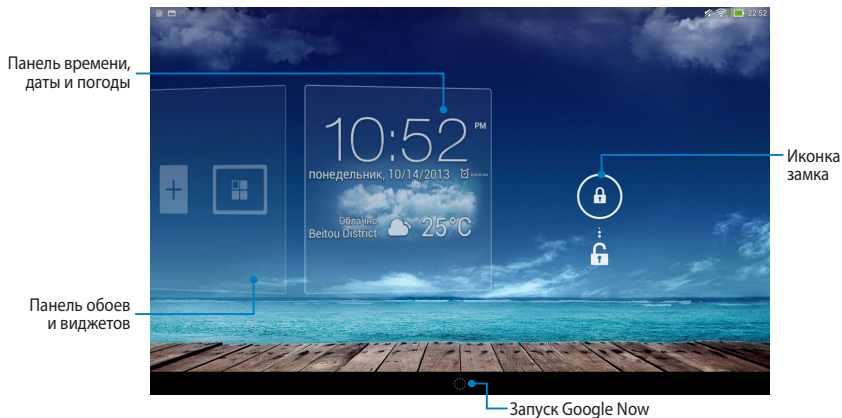 22:52
Панель времени,
даты и погоды
10:52 PM
понедельник, 10/14/2013
Облачно
Beitou District
25°C
Иконка
замка
Панель обоев
и виджетов
Запуск Google Now